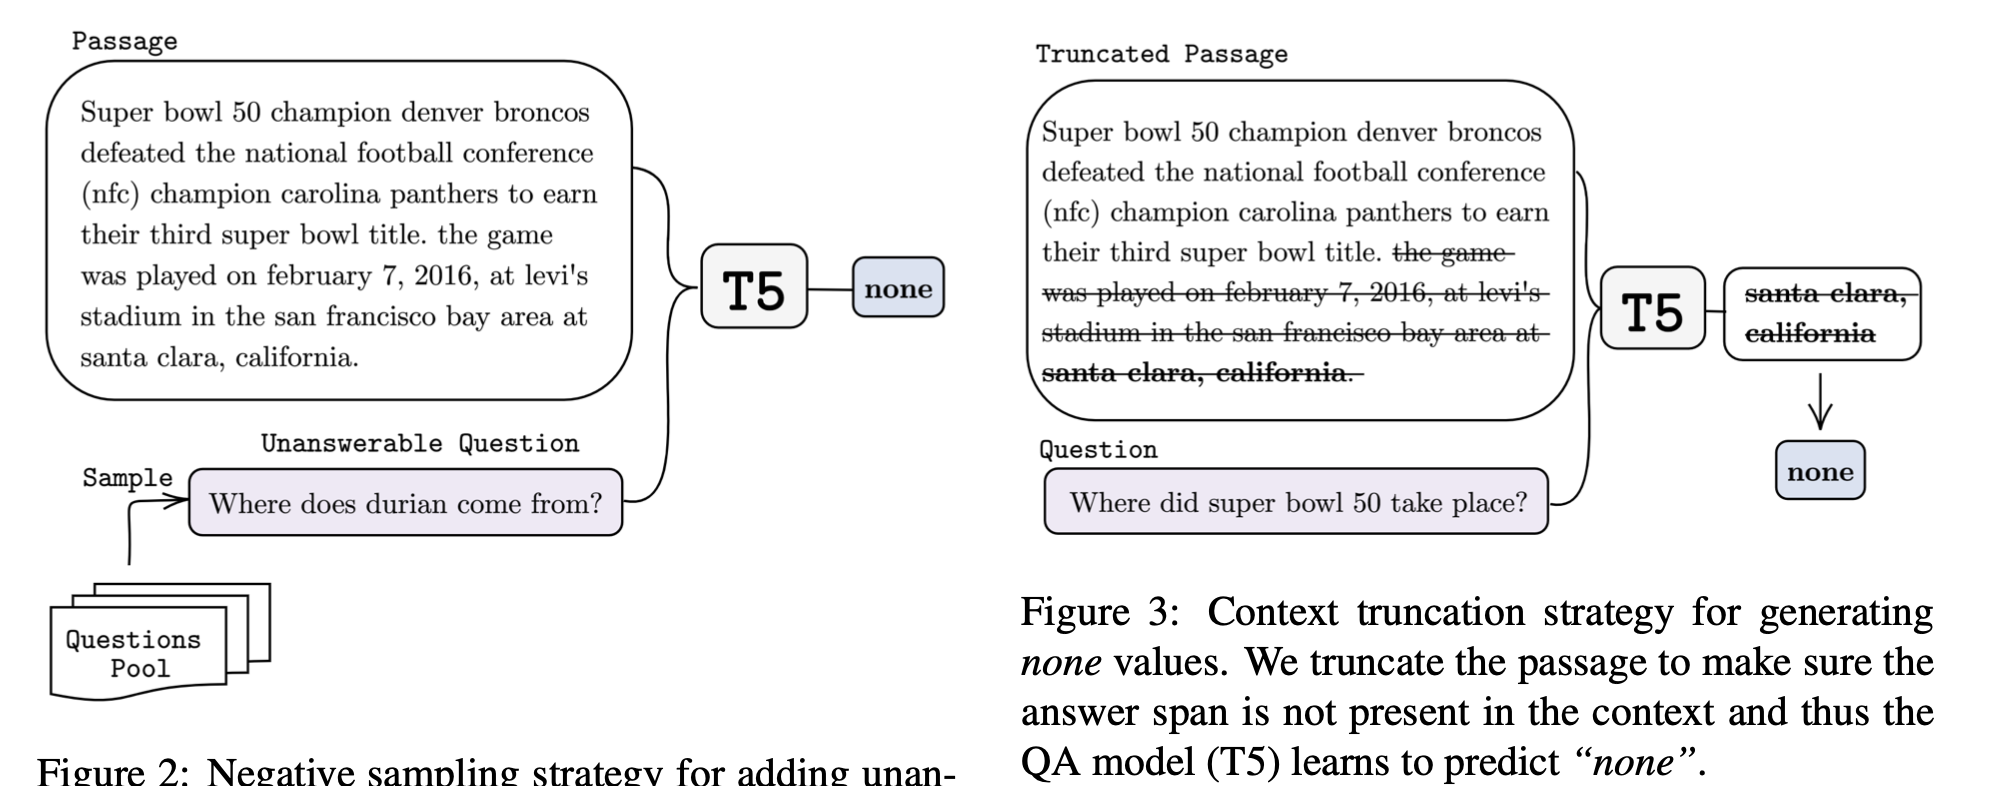 Passage
Super bowl 50 champion denver broncos
defeated the national football conference
(nfc) champion carolina panthers to earn
their third super bowl title. the game
was played on february 7, 2016, at levi's
stadium in the san francisco bay area at
santa clara, california.
Unanswerable Question
Sample
Where does durian come from?
Questions
Pool
T5
none
Figure 2: Negative sampling strategy for adding unan-
Truncated Passage
Super bowl 50 champion denver broncos
defeated the national football conference
(nfc) champion carolina panthers to earn
their third super bowl title. the game
was played on february 7, 2016, at levi's
stadium in the san francisco bay area at
santa clara, california.
Question
Where did super bowl 50 take place?
T5
santa clara,
california
none
Figure 3: Context truncation strategy for generating
none values. We truncate the passage to make sure the
answer span is not present in the context and thus the
QA model (T5) learns to predict “none”.